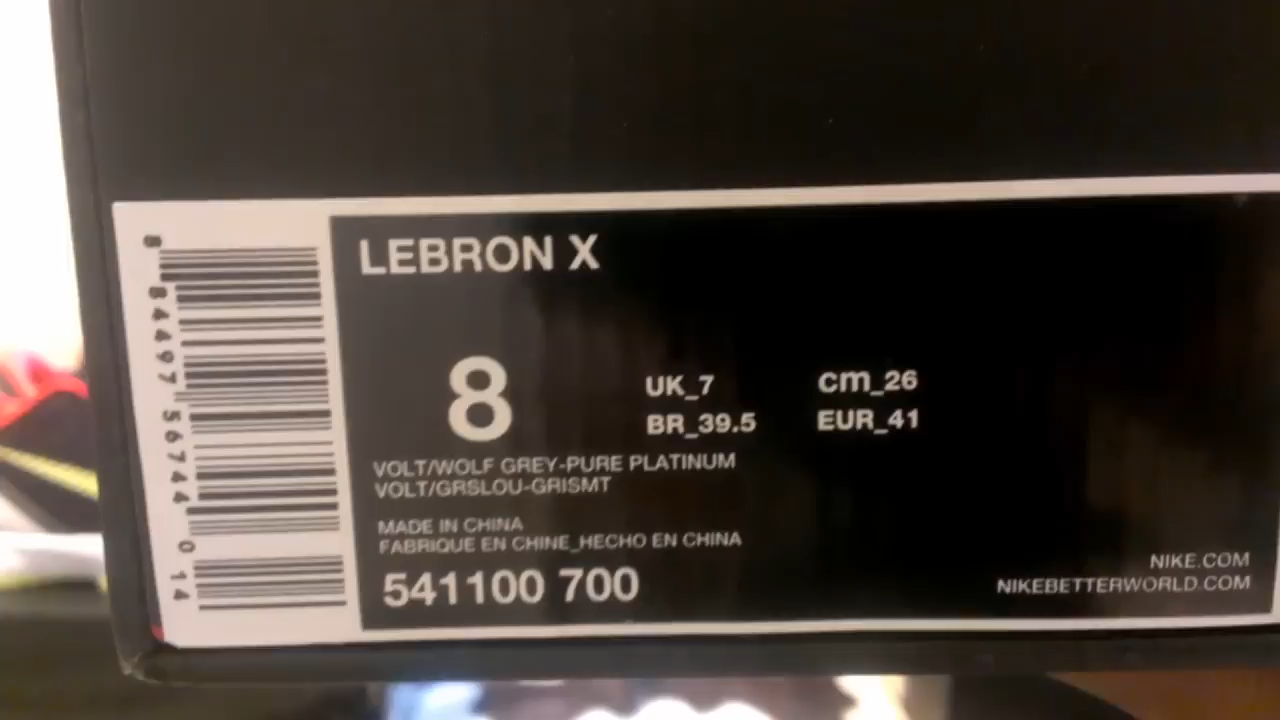 8 84497 56744 0 14
LEBRON X
8
UK_7 cm_26
BR_39.5 EUR_41
VOLT/WOLF GREY-PURE PLATINUM
VOLT/GRSLOU-GRISMT
MADE IN CHINA
FABRIQUE EN CHINE_HECHO EN CHINA
541100 700
NIKE.COM
NIKEBETTERWORLD.COM